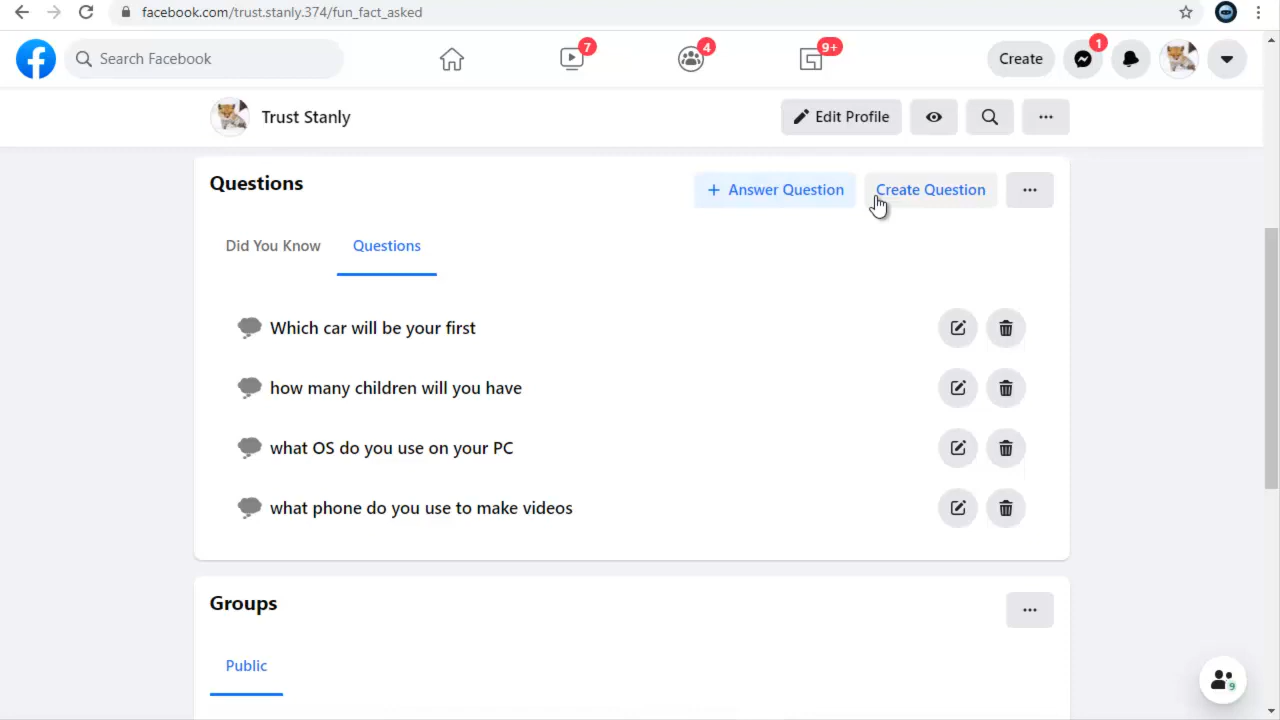 facebook.com/trust.stanly.374/fun_fact_asked
Search Facebook
7
4
9+
Create
1
Trust Stanly
Edit Profile
Questions
+ Answer Question
Create Question
Did You Know
Questions
Which car will be your first
how many children will you have
what OS do you use on your PC
what phone do you use to make videos
Groups
Public
9